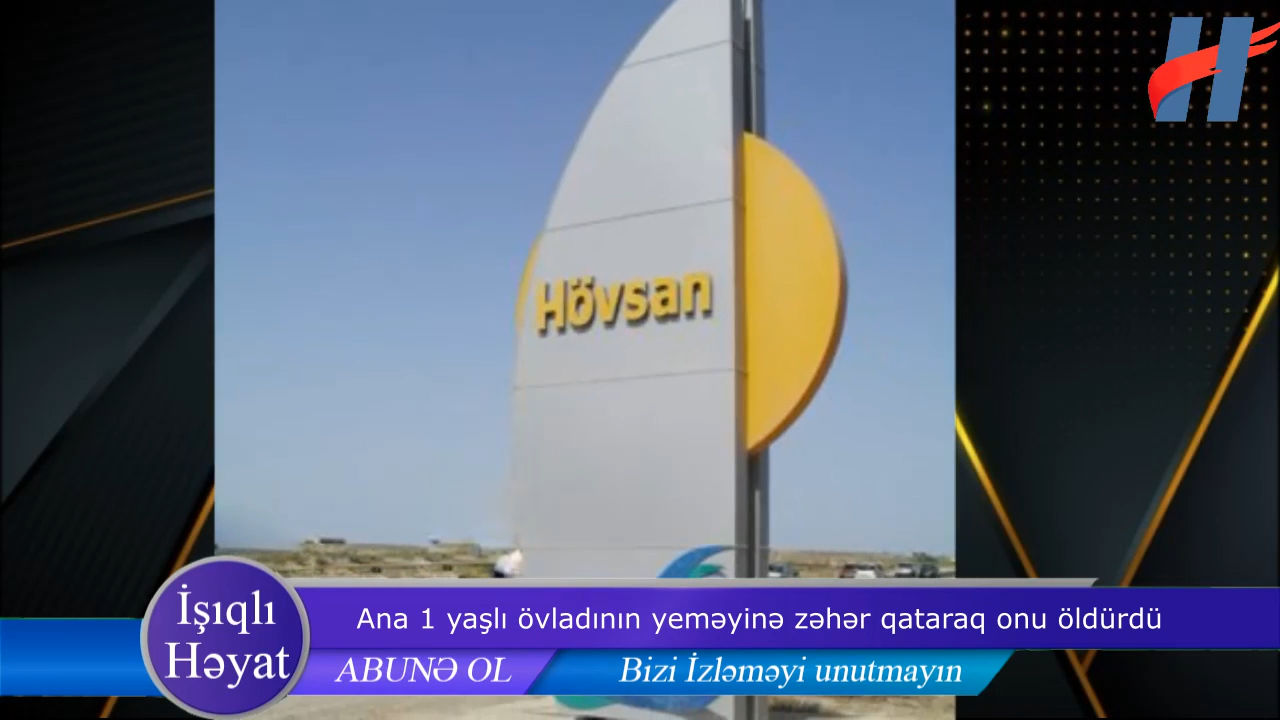 Hövsan
İşıqlı
Həyat
Ana 1 yaşlı övladının yeməyinə zəhər qataraq onu öldürdü
ABUNƏ OL
Bizi İzləməyi unutmayın